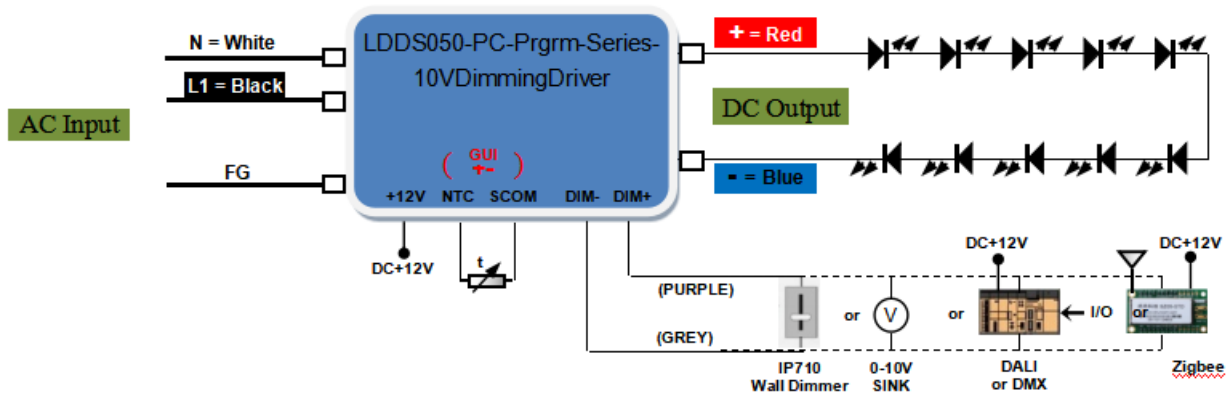 N = White
LDDS050-PC-Prgrm-Series-
10VDimmingDriver
+ = Red
L1 = Black
AC Input
DC Output
FG
( GUI )
+-
- = Blue
+12V NTC SCOM DIM- DIM+
DC+12V
t
DC+12V
DC+12V
(PURPLE)
or
V
or
I/O
(GREY)
IP710
Wall Dimmer
0-10V
SINK
DALI
or DMX
Zigbee